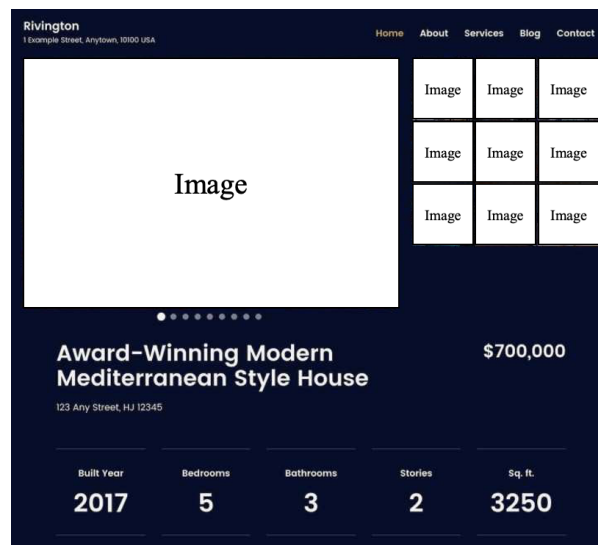 Rivington
1 Example Street, Anytown, 10100 USA
Home About Services Blog Contact
Image
Image Image Image
Image Image Image
Image Image Image
Award-Winning Modern
Mediterranean Style House
$700,000
123 Any Street, HJ 12345
Built Year Bedrooms Bathrooms Stories Sq. ft.
2017 5 3 2 3250